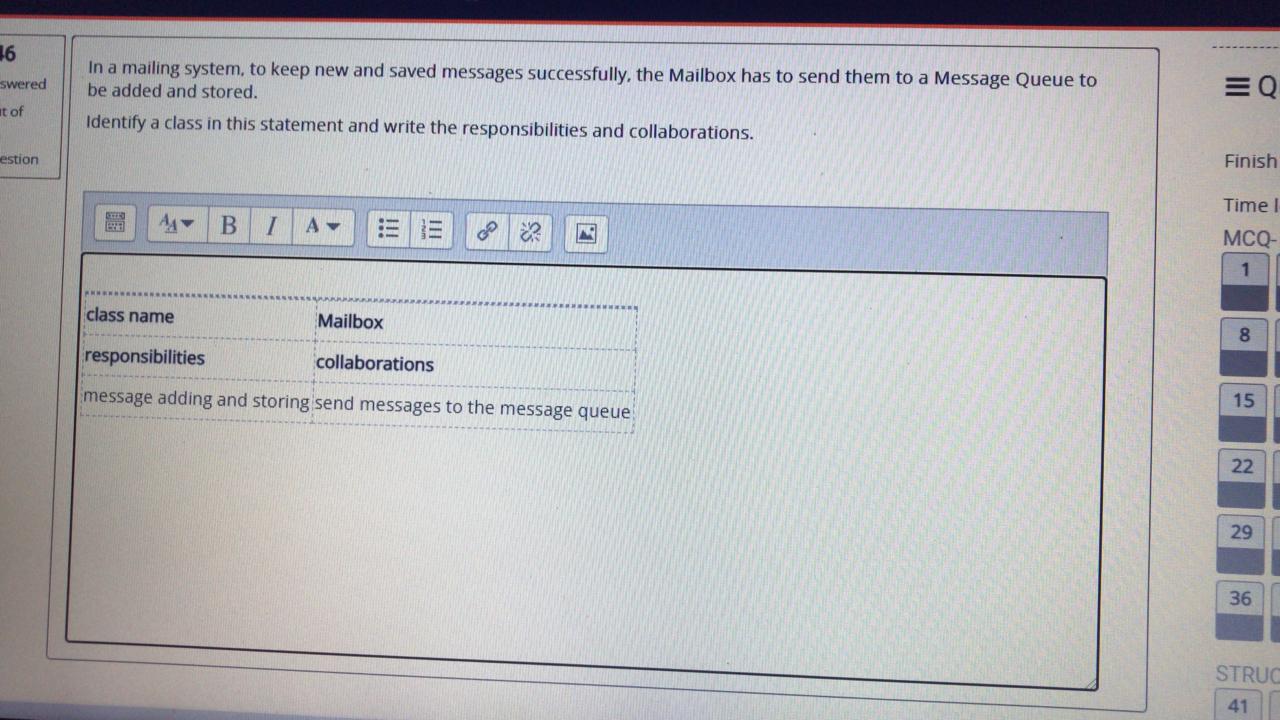 46
swered
t of
estion
In a mailing system, to keep new and saved messages successfully, the Mailbox has to send them to a Message Queue to
be added and stored.
Identify a class in this statement and write the responsibilities and collaborations.
B I A
class name Mailbox
responsibilities collaborations
message adding and storing send messages to the message queue
Q
Finish
Time l
MCQ-
1
8
15
22
29
36
STRUC
41